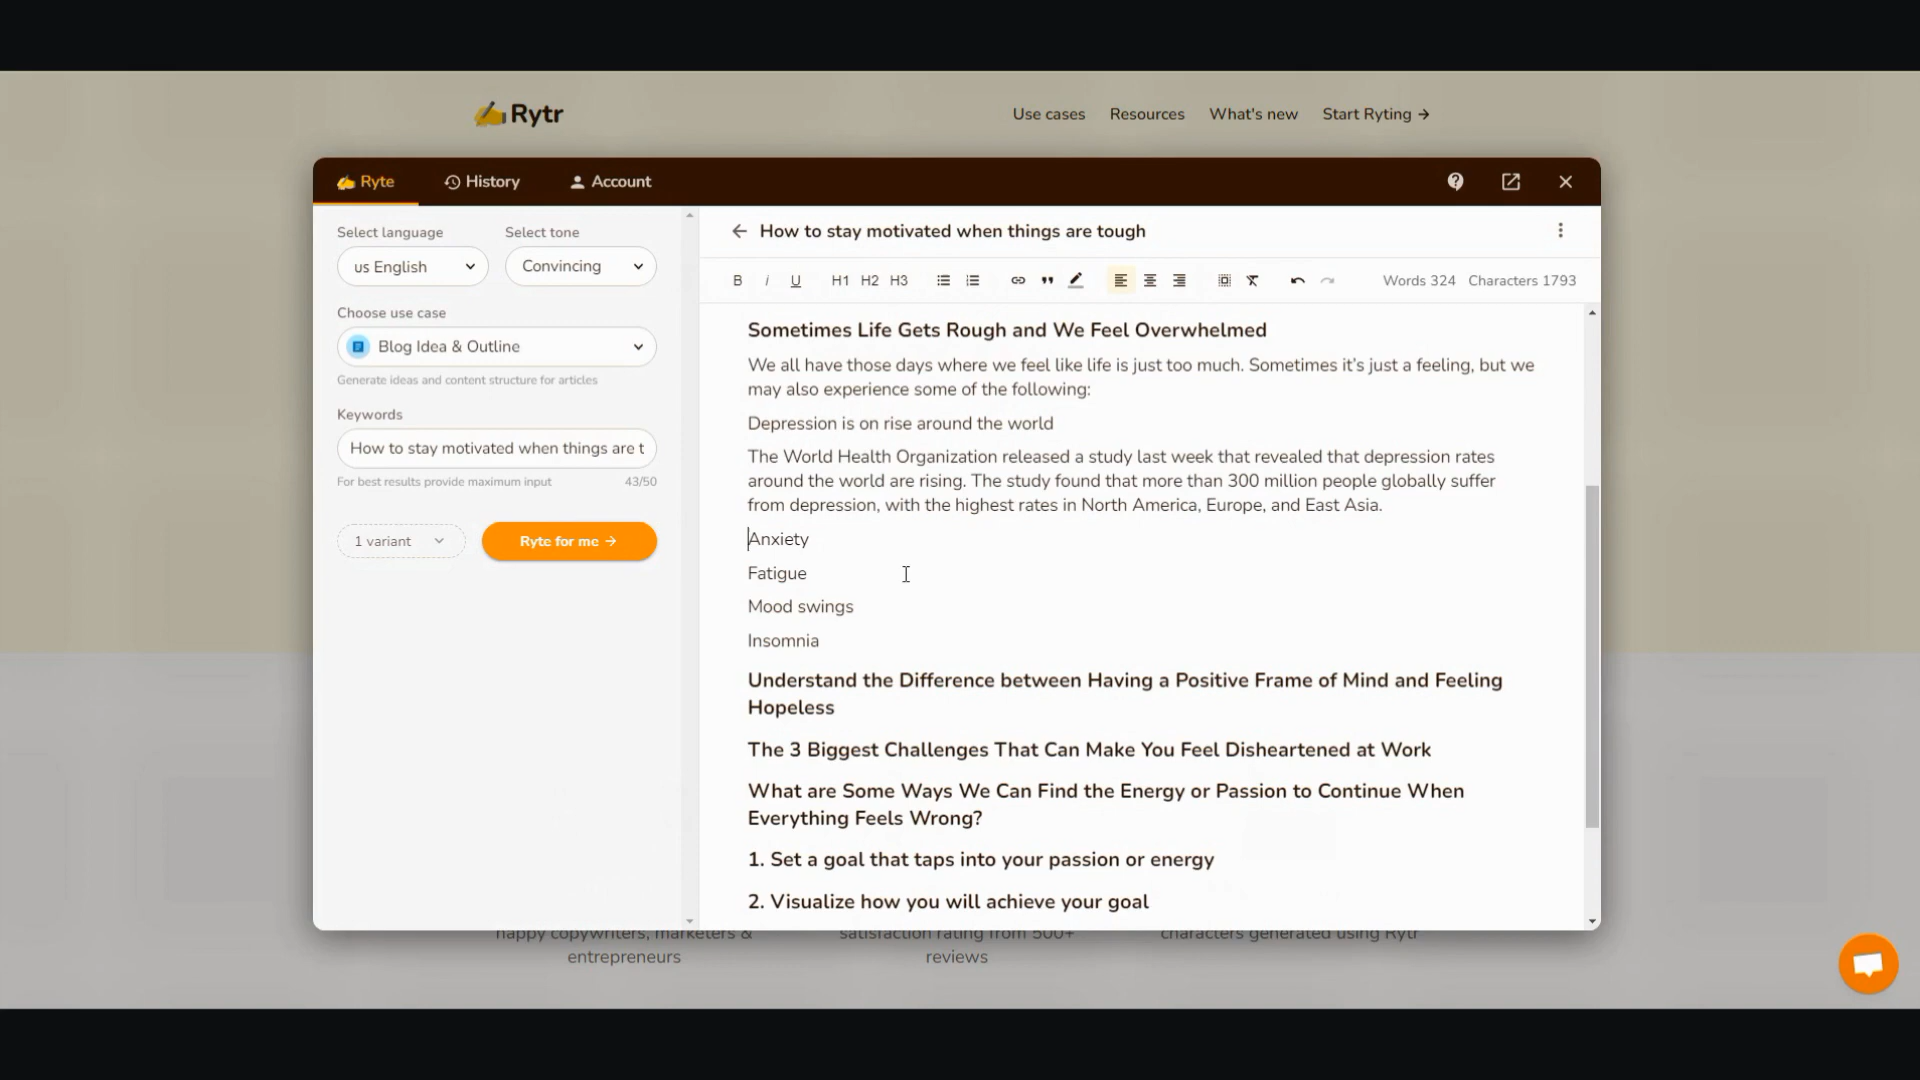 Rytr
Use cases Resources What's new Start Ryting →
Ryte History Account
Select language Select tone
us English Convincing
Choose use case
Blog Idea & Outline
Generate ideas and content structure for articles
Keywords
How to stay motivated when things are t
For best results provide maximum input 43/50
1 variant Ryte for me →
How to stay motivated when things are tough
B i U H1 H2 H3 Words 324 Characters 1793
Sometimes Life Gets Rough and We Feel Overwhelmed
We all have those days where we feel like life is just too much. Sometimes it’s just a feeling, but we
may also experience some of the following:
Depression is on rise around the world
The World Health Organization released a study last week that revealed that depression rates
around the world are rising. The study found that more than 300 million people globally suffer
from depression, with the highest rates in North America, Europe, and East Asia.
Anxiety
Fatigue
Mood swings
Insomnia
Understand the Difference between Having a Positive Frame of Mind and Feeling
Hopeless
The 3 Biggest Challenges That Can Make You Feel Disheartened at Work
What are Some Ways We Can Find the Energy or Passion to Continue When
Everything Feels Wrong?
1. Set a goal that taps into your passion or energy
2. Visualize how you will achieve your goal
happy copywriters, marketers & satisfaction rating from 500+ characters generated using Rytr
entrepreneurs reviews